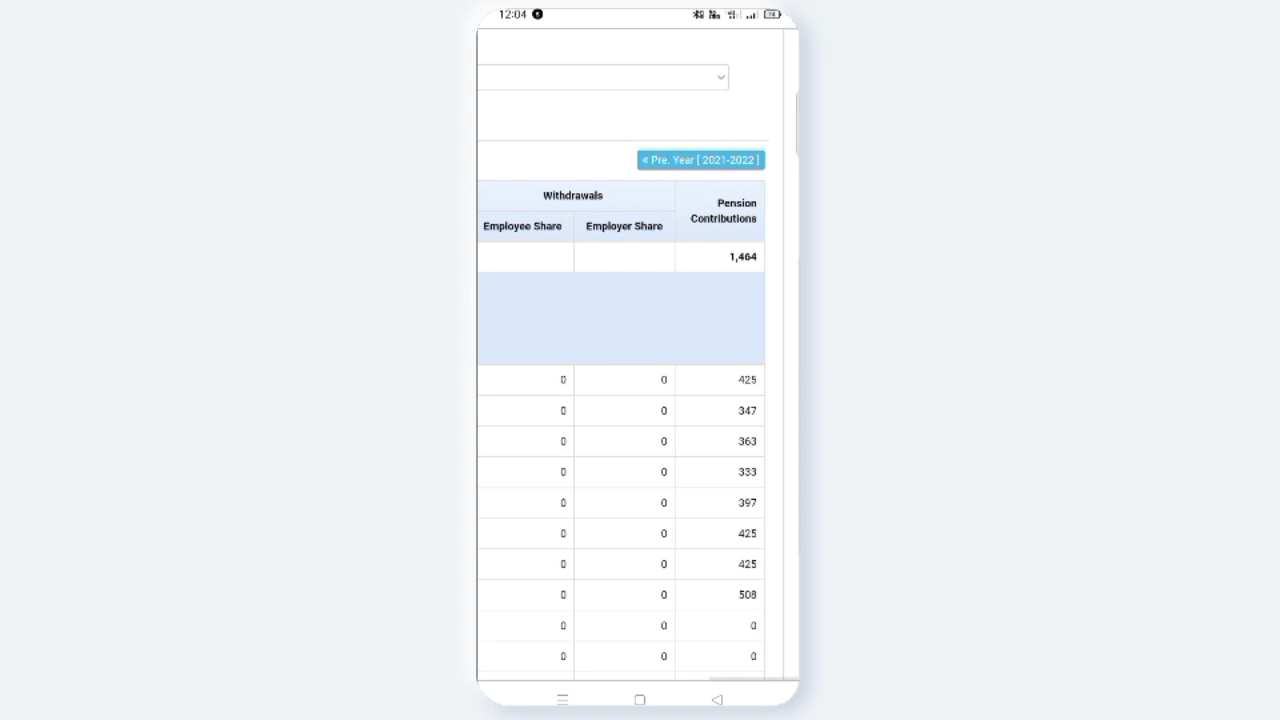 12:04
« Pre. Year [ 2021-2022 ]
Withdrawals
Pension
Contributions
Employee Share Employer Share
1,464
0 0 425
0 0 347
0 0 363
0 0 333
0 0 397
0 0 425
0 0 425
0 0 508
0 0 0
0 0 0